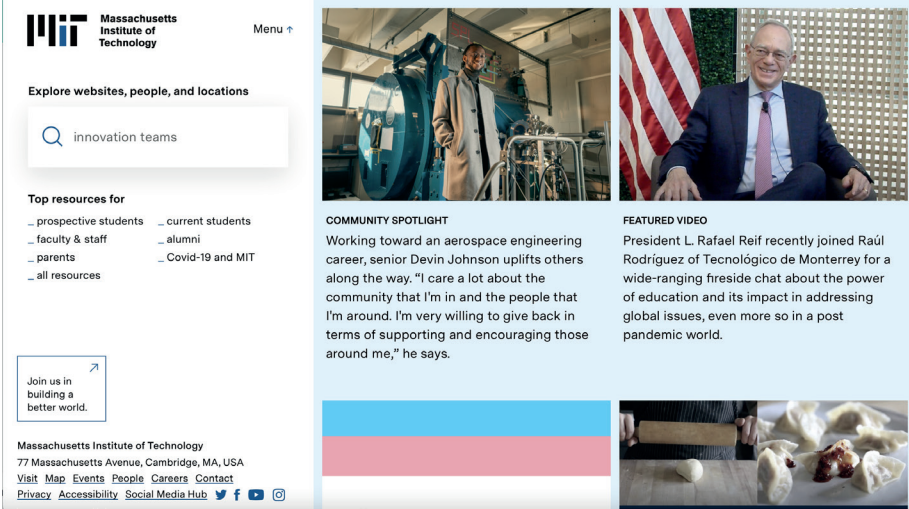 Massachusetts
Institute of
Technology
Menu ↑
Explore websites, people, and locations
innovation teams
Top resources for
_ prospective students
_ current students
_ faculty & staff
_ alumni
_ parents
_ Covid-19 and MIT
_ all resources
Join us in
building a
better world.
Massachusetts Institute of Technology
77 Massachusetts Avenue, Cambridge, MA, USA
Visit Map Events People Careers Contact
Privacy Accessibility Social Media Hub
COMMUNITY SPOTLIGHT
Working toward an aerospace engineering
career, senior Devin Johnson uplifts others
along the way. “I care a lot about the
community that I'm in and the people that
I'm around. I'm very willing to give back in
terms of supporting and encouraging those
around me,” he says.
FEATURED VIDEO
President L. Rafael Reif recently joined Raúl
Rodríguez of Tecnológico de Monterrey for a
wide-ranging fireside chat about the power
of education and its impact in addressing
global issues, even more so in a post
pandemic world.